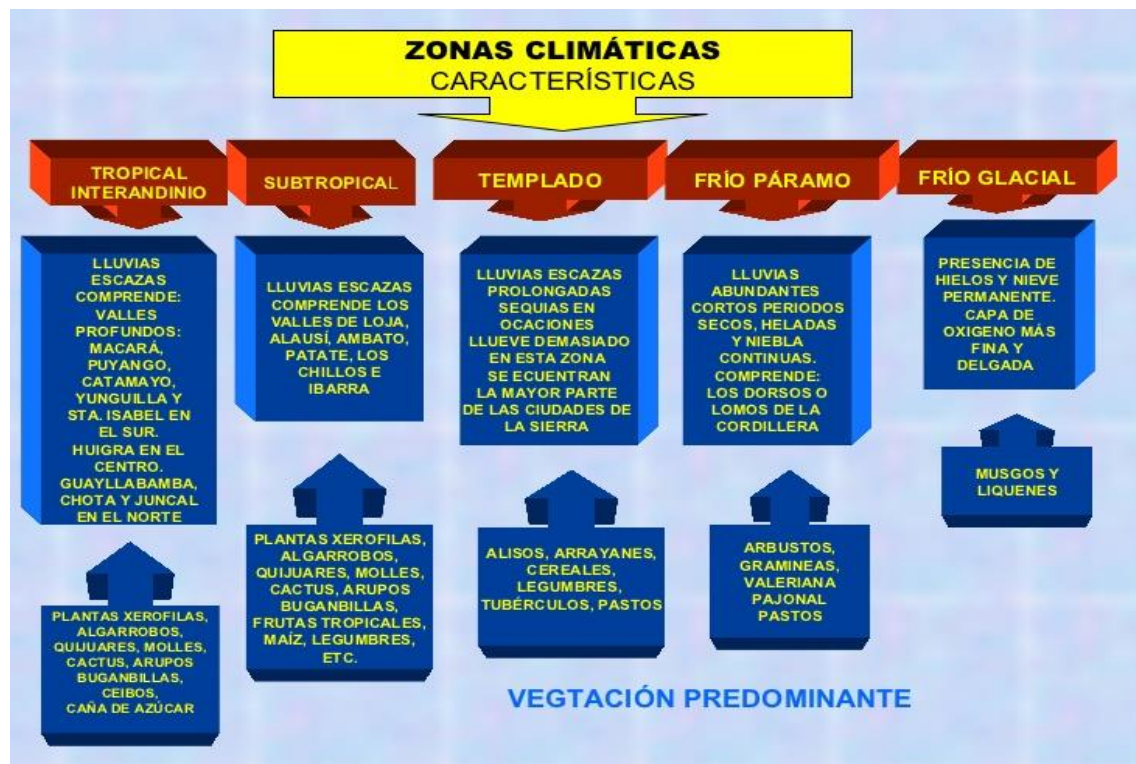 ZONAS CLIMÁTICAS
CARACTERÍSTICAS
TROPICAL
INTERANDINIO
LLUVIAS
ESCAZAS
COMPRENDE:
VALLES
PROFUNDOS:
MACARÁ,
PUYANGO,
CATAMAYO,
YUNGUILLA Y
STA. ISABEL EN
EL SUR.
HUIGRA EN EL
CENTRO.
GUAYLLABAMBA,
CHOTA Y JUNCAL
EN EL NORTE
PLANTAS XEROFILAS,
ALGARROBOS,
QUIJUARES, MOLLES,
CACTUS, ARUPOS
BUGANBILLAS,
CEIBOS,
CAÑA DE AZÚCAR
SUBTROPICAL
LLUVIAS ESCAZAS
COMPRENDE LOS
VALLES DE LOJA,
ALAUSÍ, AMBATO,
PATATE, LOS
CHILLOS E
IBARRA
PLANTAS XEROFILAS,
ALGARROBOS,
QUIJUARES, MOLLES,
CACTUS, ARUPOS
BUGANBILLAS,
FRUTAS TROPICALES,
MAÍZ, LEGUMBRES,
ETC.
TEMPLADO
LLUVIAS ESCAZAS
PROLONGADAS
SEQUIAS EN
OCACIONES
LLUEVE DEMASIADO
EN ESTA ZONA
SE ECUENTRAN
LA MAYOR PARTE
DE LAS CIUDADES DE
LA SIERRA
ALISOS, ARRAYANES,
CEREALES,
LEGUMBRES,
TUBÉRCULOS, PASTOS
FRÍO PÁRAMO
LLUVIAS
ABUNDANTES
CORTOS PERIODOS
SECOS, HELADAS
Y NIEBLA
CONTINUAS.
COMPRENDE:
LOS DORSOS O
LOMOS DE LA
CORDILLERA
ARBUSTOS,
GRAMINEAS,
VALERIANA
PAJONAL
PASTOS
FRÍO GLACIAL
PRESENCIA DE
HIELOS Y NIEVE
PERMANENTE.
CAPA DE
OXIGENO MÁS
FINA Y
DELGADA
MUSGOS Y
LIQUENES
VEGTACIÓN PREDOMINANTE